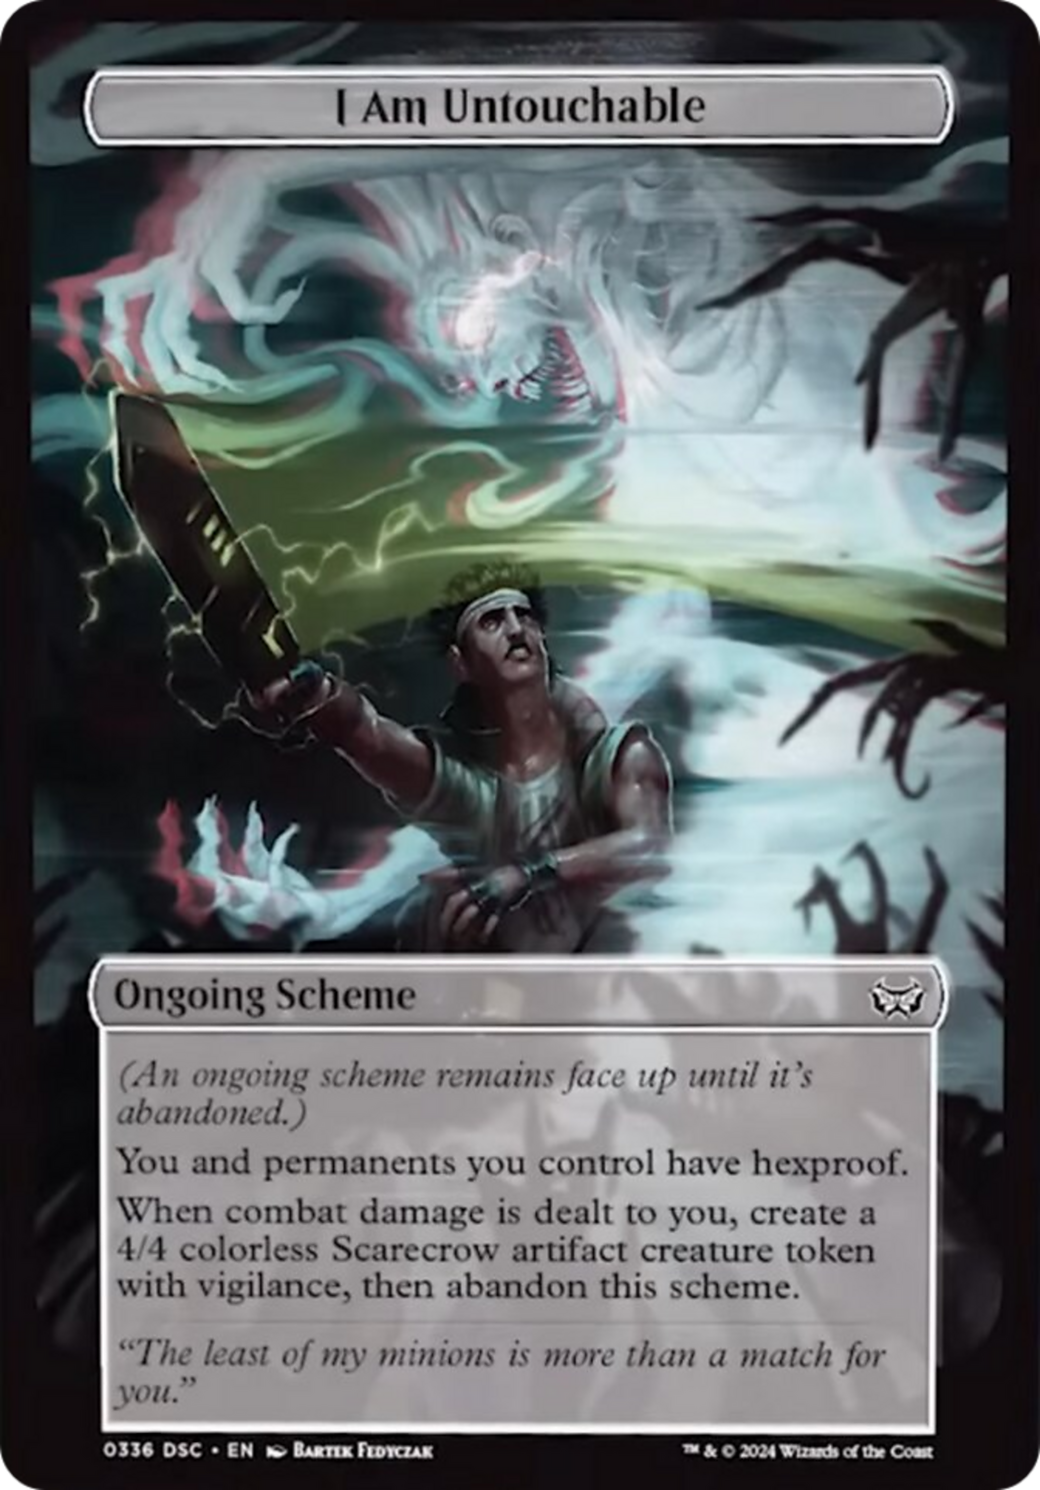 I Am Untouchable
Ongoing Scheme
(An ongoing scheme remains face up until it's
abandoned.)
You and permanents you control have hexproof.
When combat damage is dealt to you, create a
4/4 colorless Scarecrow artifact creature token
with vigilance, then abandon this scheme.
“The least of my minions is more than a match for
you.”
0336 DSC • EN Bartek Fedyczak
™ & © 2024 Wizards of the Coast